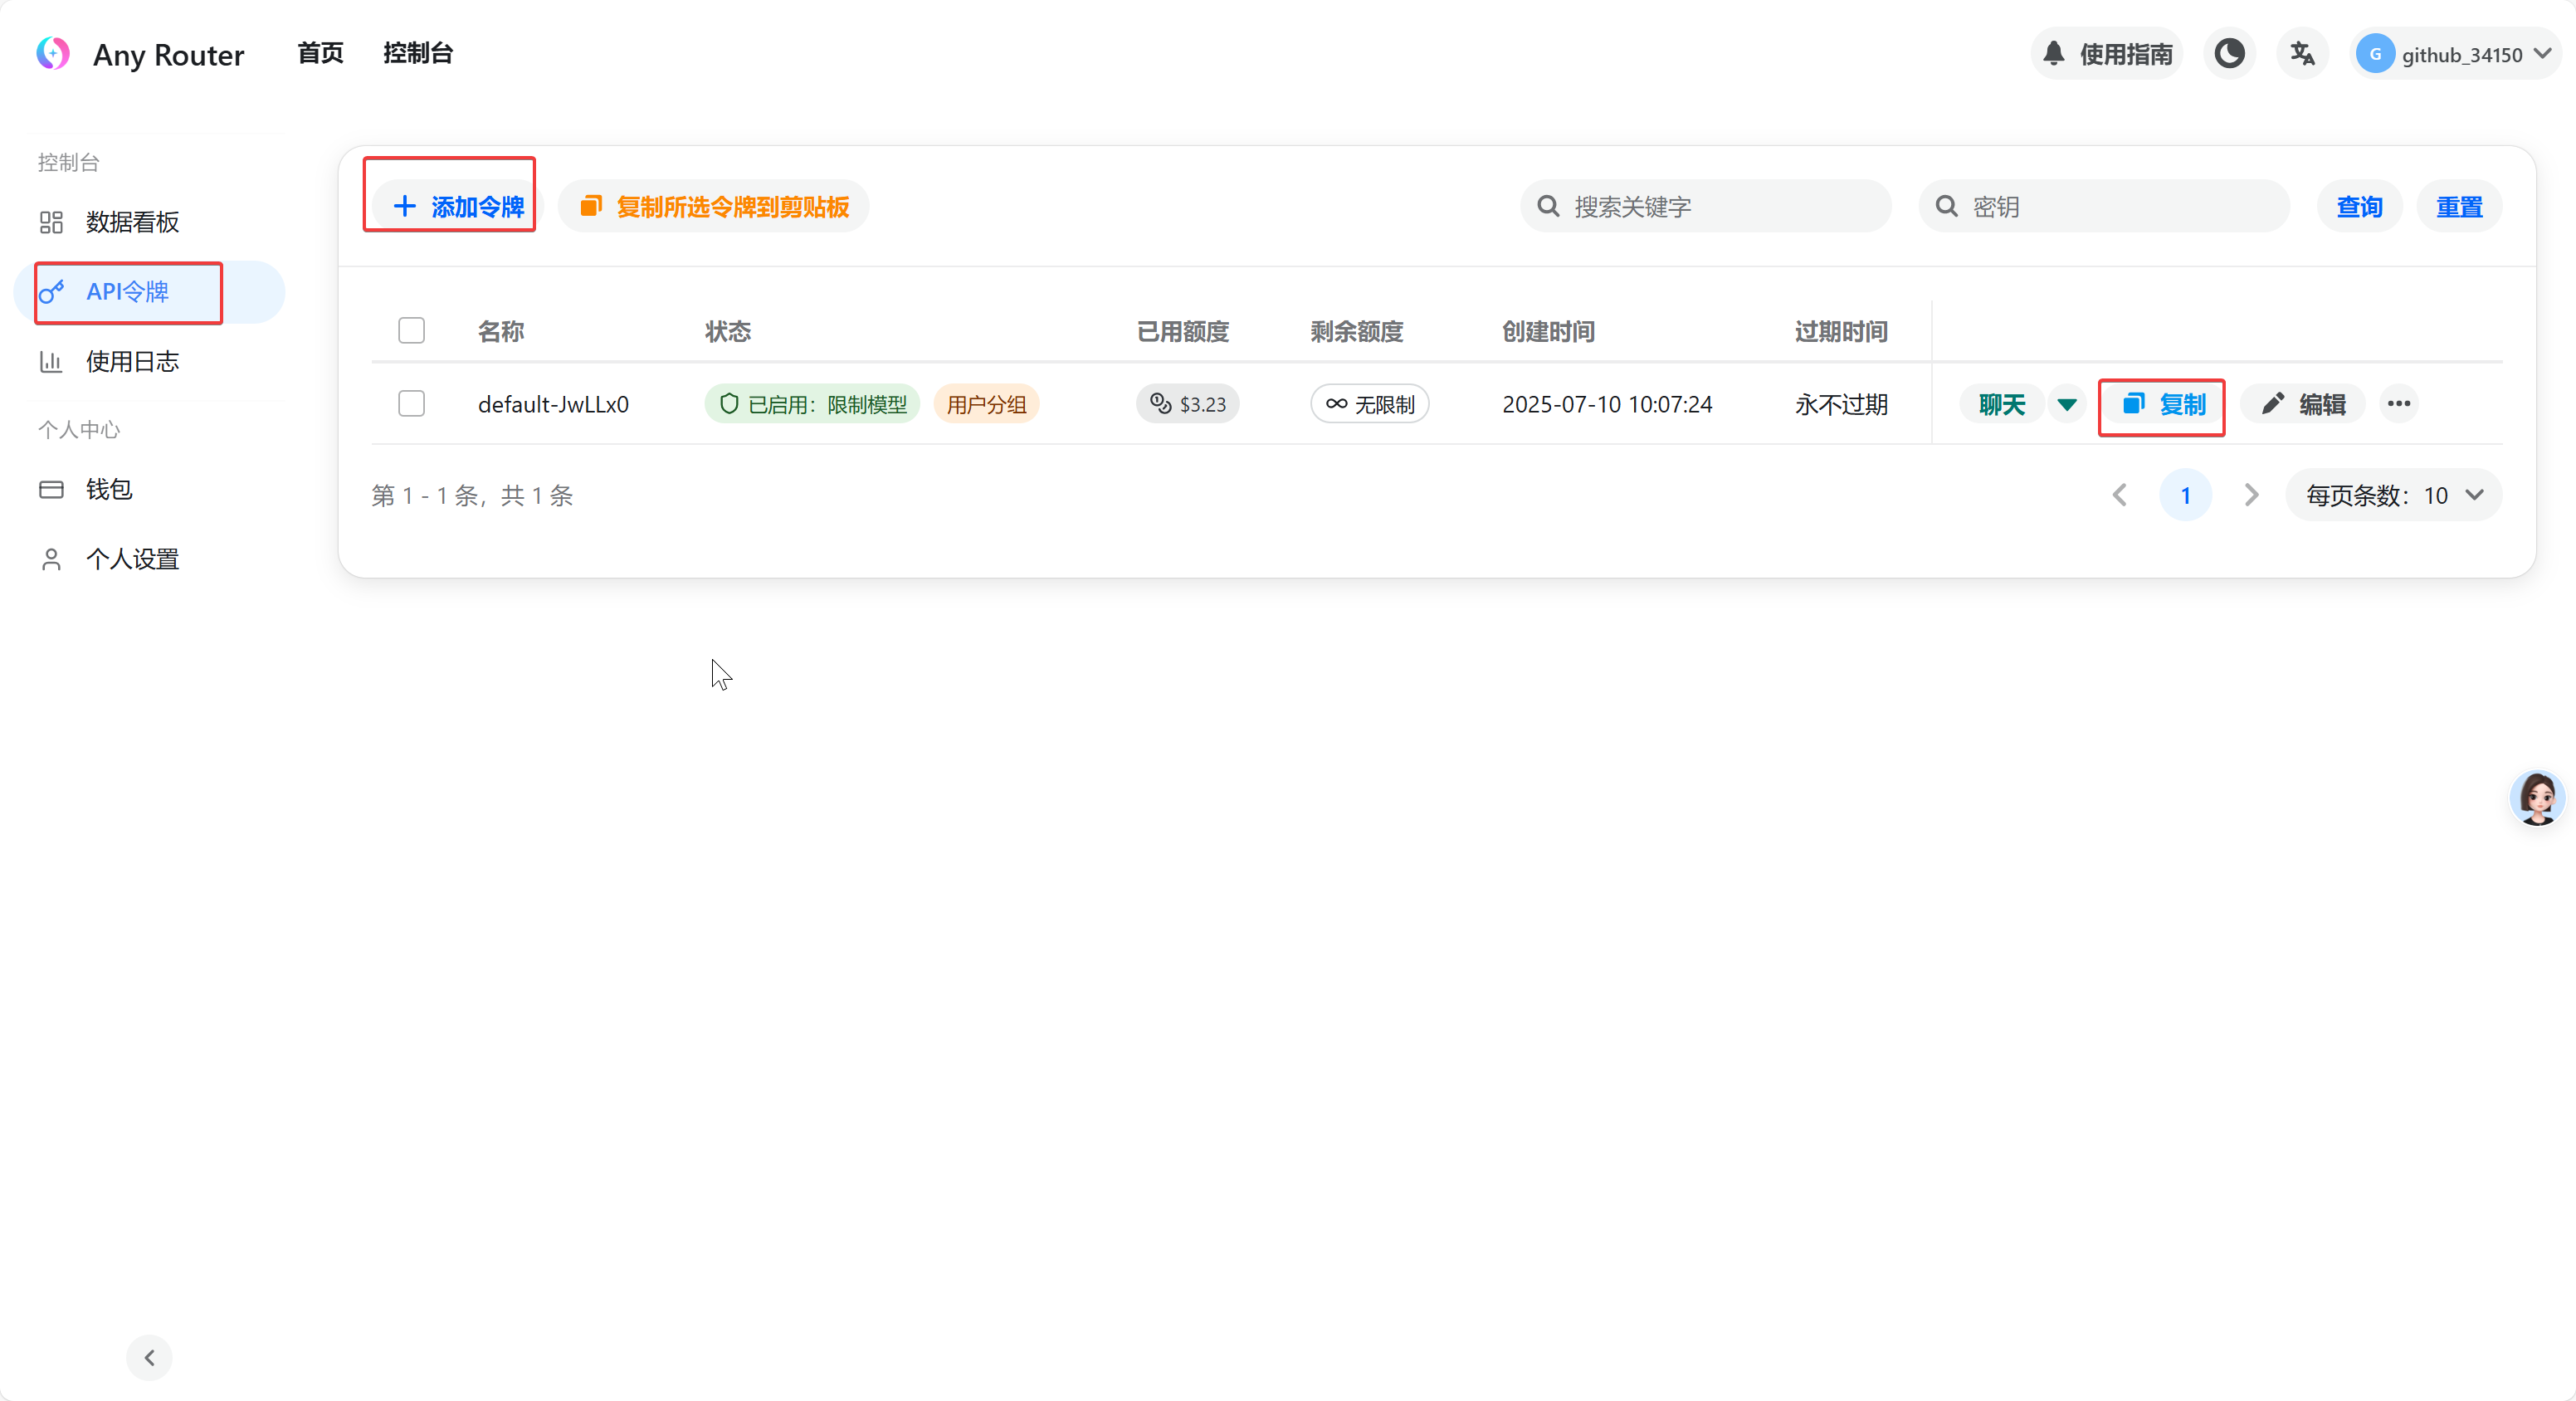 Any Router 首页 控制台 使用指南 G github_34150
控制台
数据看板
API令牌
使用日志
个人中心
钱包
个人设置
添加令牌 复制所选令牌到剪贴板 搜索关键字 密钥 查询 重置
名称 状态 已用额度 剩余额度 创建时间 过期时间
default-JwLLx0 已启用：限制模型 用户分组 $3.23 无限制 2025-07-10 10:07:24 永不过期 聊天 复制 编辑
第 1 - 1 条，共 1 条 1 每页条数：10